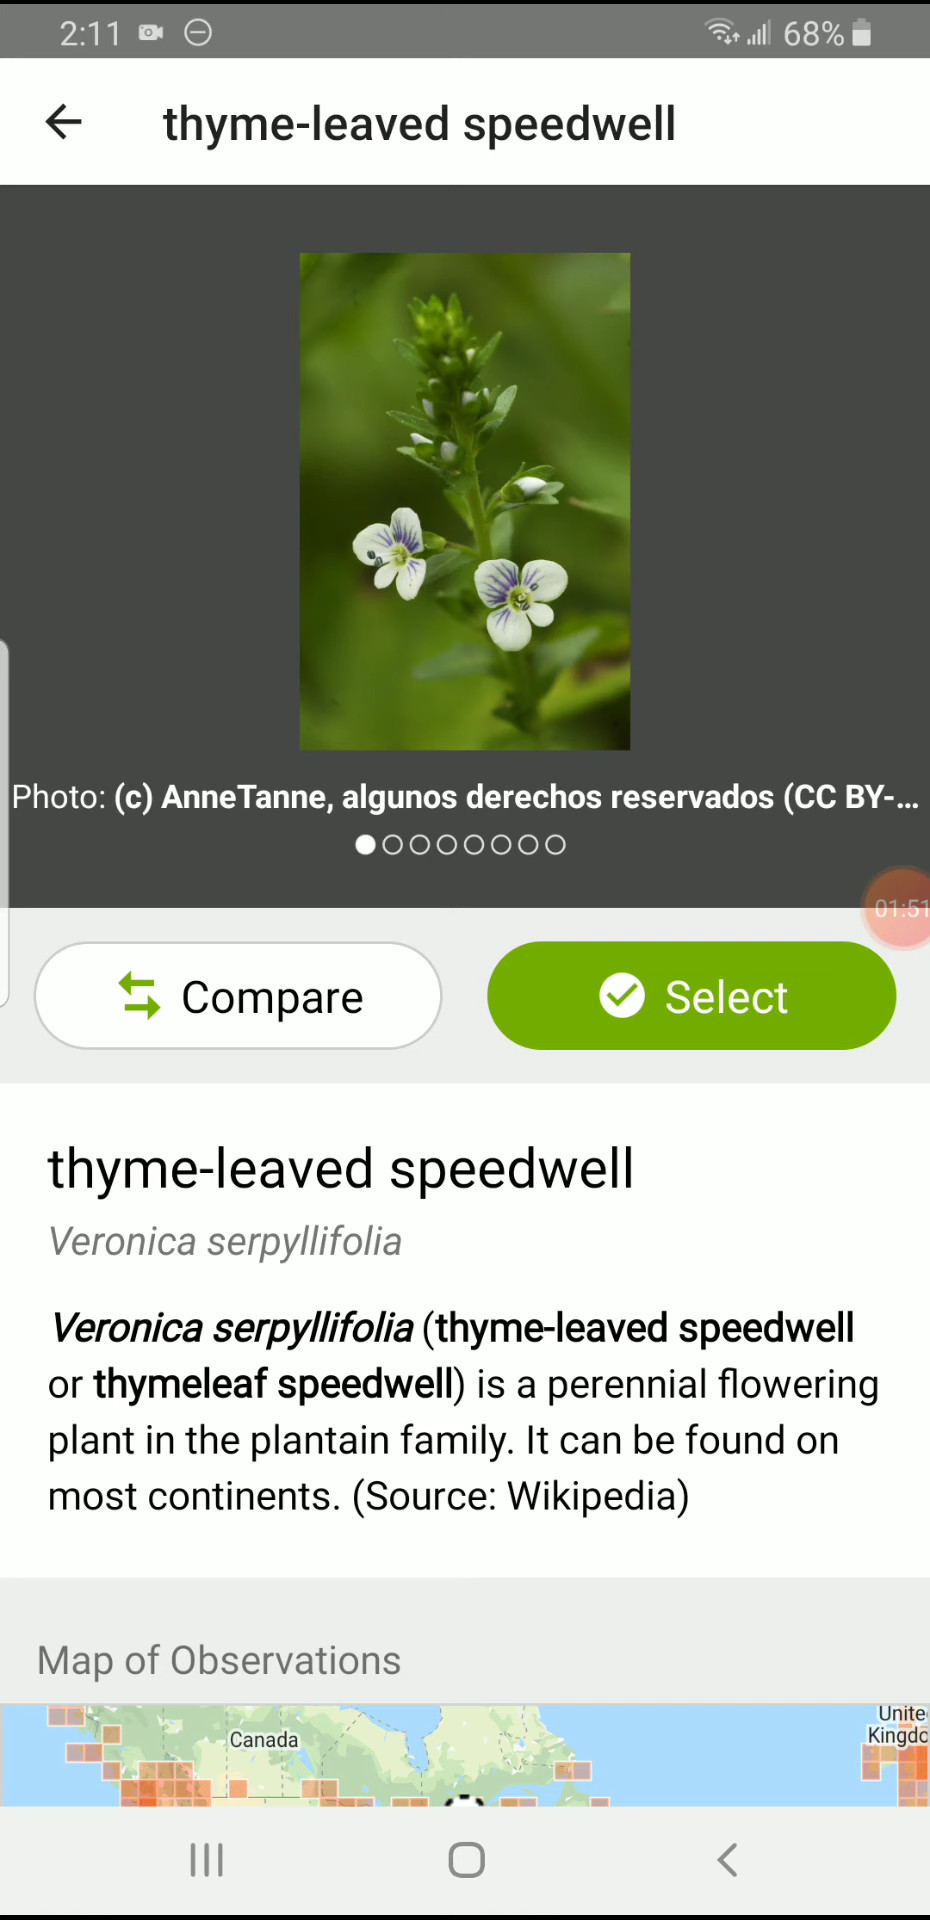 2:11
68%
thyme-leaved speedwell
Photo: (c) AnneTanne, algunos derechos reservados (CC BY-...
01:51
Compare
Select
thyme-leaved speedwell
Veronica serpyllifolia
Veronica serpyllifolia (thyme-leaved speedwell
or thymeleaf speedwell) is a perennial flowering
plant in the plantain family. It can be found on
most continents. (Source: Wikipedia)
Map of Observations
Canada
Unite
Kingdo